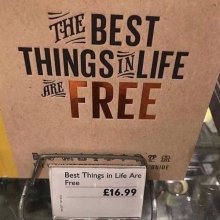 THE BEST
THINGS IN LIFE
ARE FREE
Best Things in Life Are
Free
£16.99